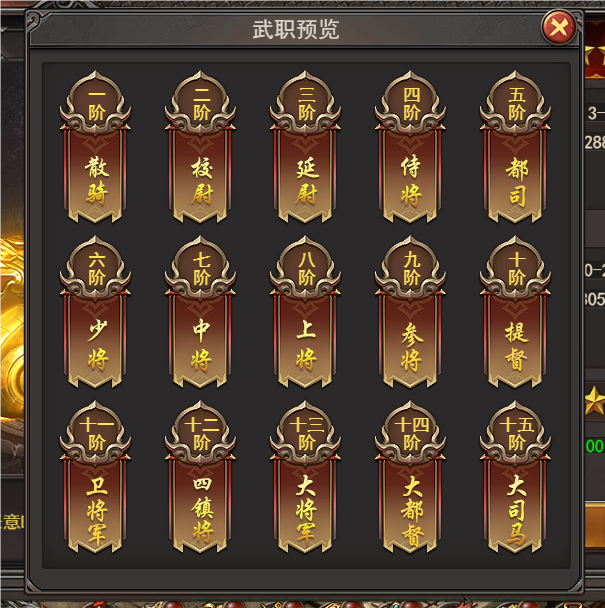 武职预览
一阶
散骑
二阶
校尉
三阶
延尉
四阶
侍将
五阶
都司
六阶
少将
七阶
中将
八阶
上将
九阶
参将
十阶
提督
十一阶
卫将军
十二阶
四镇将
十三阶
大将军
十四阶
大都督
十五阶
大司马